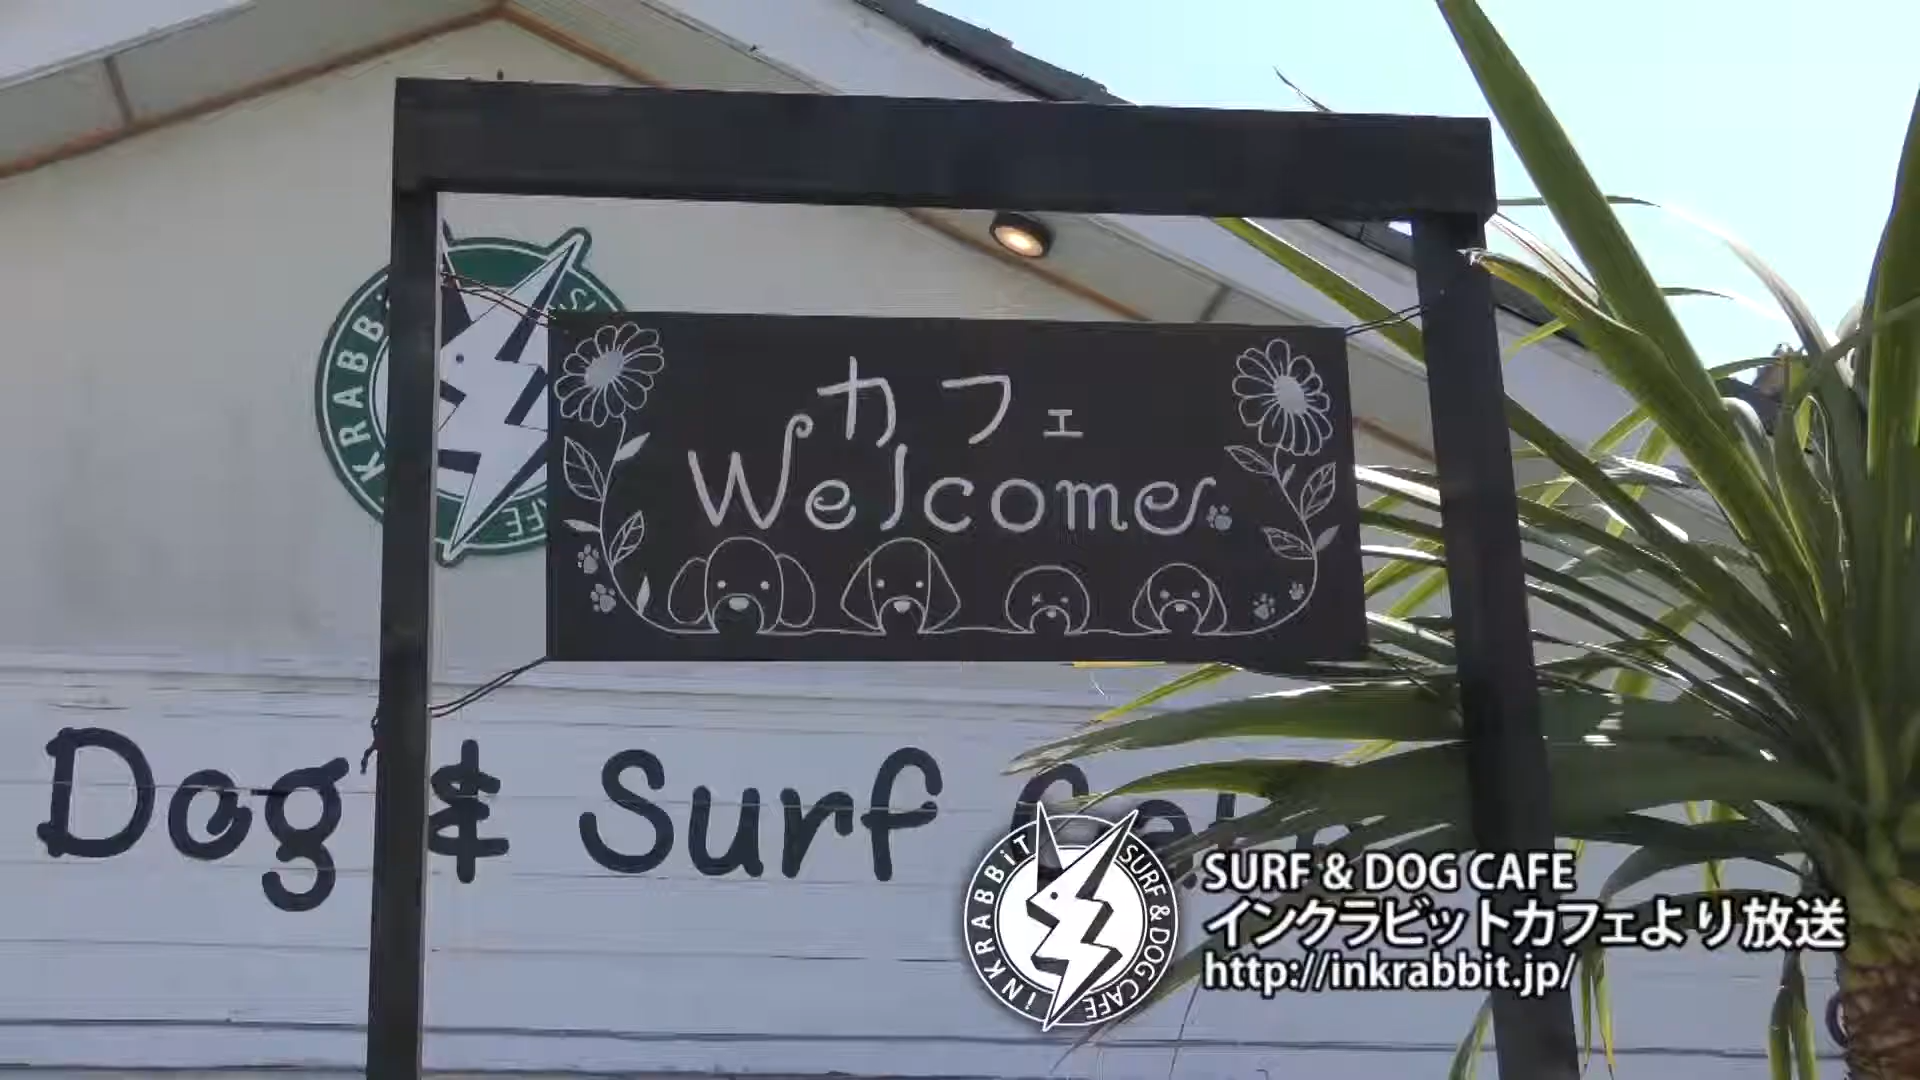 カフェ
Welcome
Dog & Surf
iNKRABBiT
SURF & DOG CAFE
SURF & DOG CAFE
インクラビットカフェより放送
http://inkrabbit.jp/